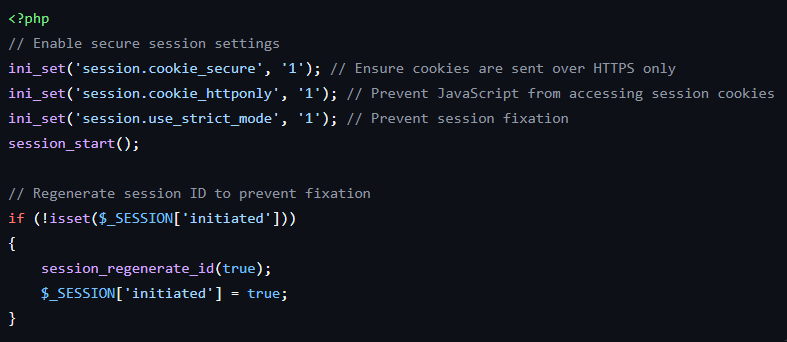 <?php
// Enable secure session settings
ini_set('session.cookie_secure', '1'); // Ensure cookies are sent over HTTPS only
ini_set('session.cookie_httponly', '1'); // Prevent JavaScript from accessing session cookies
ini_set('session.use_strict_mode', '1'); // Prevent session fixation
session_start();

// Regenerate session ID to prevent fixation
if (!isset($_SESSION['initiated']))
{
    session_regenerate_id(true);
    $_SESSION['initiated'] = true;
}